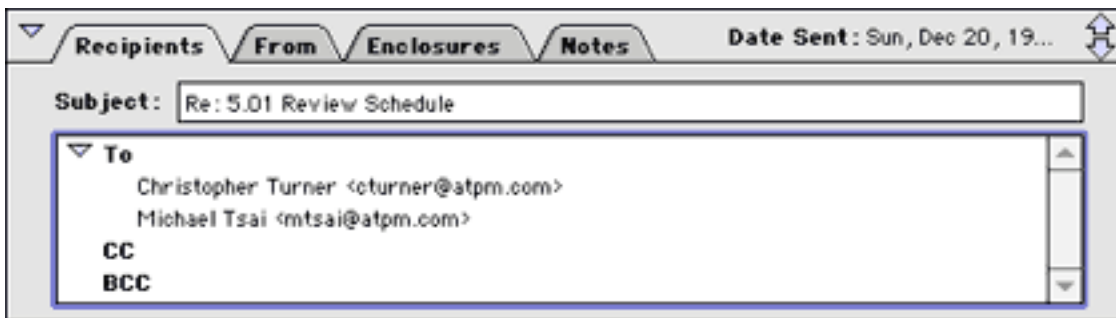 Recipients From Enclosures Notes Date Sent: Sun, Dec 20, 19...
Subject: Re: 5.01 Review Schedule
To
Christopher Turner <cturner@atpm.com>
Michael Tsai <mtsai@atpm.com>
CC
BCC